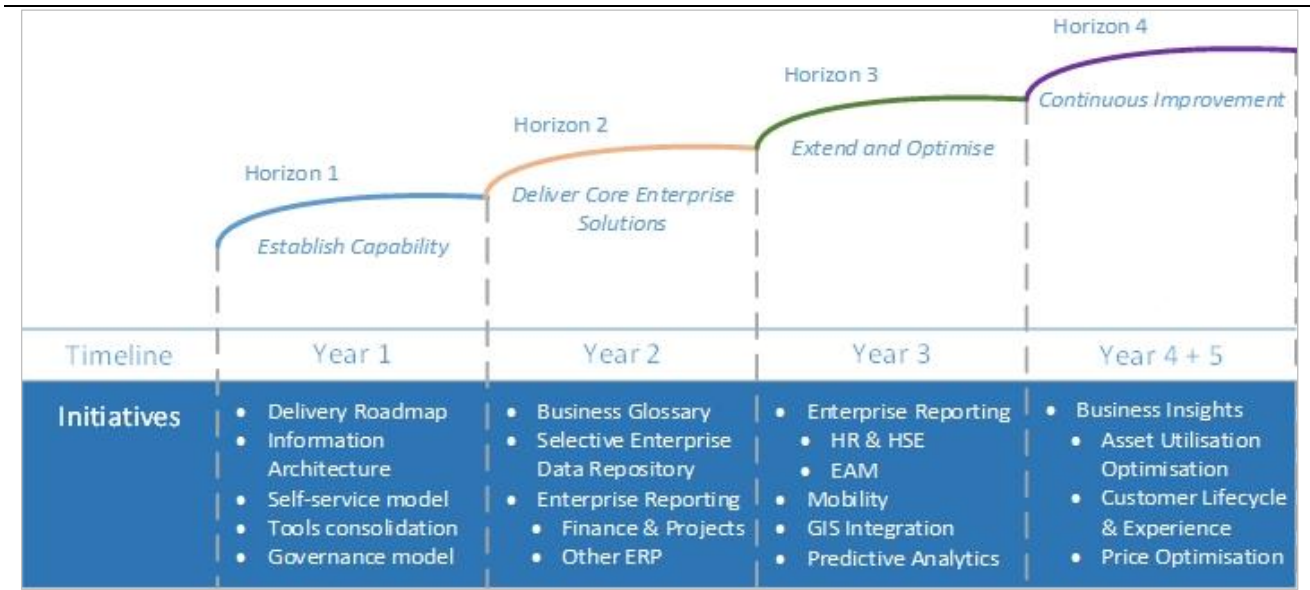 Horizon 4
Continuous Improvement
Horizon 3
Extend and Optimise
Horizon 2
Deliver Core Enterprise
Solutions
Horizon 1
Establish Capability
Timeline
Year 1
Year 2
Year 3
Year 4 + 5
Initiatives
• Delivery Roadmap
• Information
Architecture
• Self-service model
• Tools consolidation
• Governance model
• Business Glossary
• Selective Enterprise
Data Repository
• Enterprise Reporting
• Finance & Projects
• Other ERP
• Enterprise Reporting
• HR & HSE
• EAM
• Mobility
• GIS Integration
• Predictive Analytics
• Business Insights
• Asset Utilisation
Optimisation
• Customer Lifecycle
& Experience
• Price Optimisation